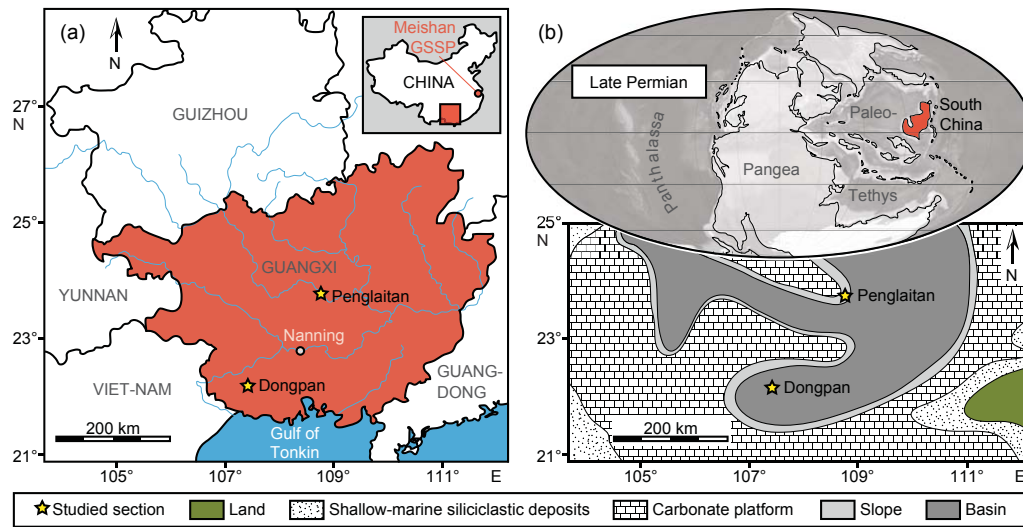 (a)
N
Meishan
GSSP
CHINA
27°
N
GUIZHOU
25°
GUANGXI
YUNNAN
Penglaitan
23°
Nanning
VIET-NAM
Dongpan
GUANG-
DONG
200 km
Gulf of
Tonkin
21°
105°
107°
109°
111°
E
(b)
Late Permian
Panthalassa
Pangea
Paleo-
Tethys
South
China
25°
N
N
Penglaitan
23°
Dongpan
200 km
21°
105°
107°
109°
111°
E
Studied section
Land
Shallow-marine siliciclastic deposits
Carbonate platform
Slope
Basin